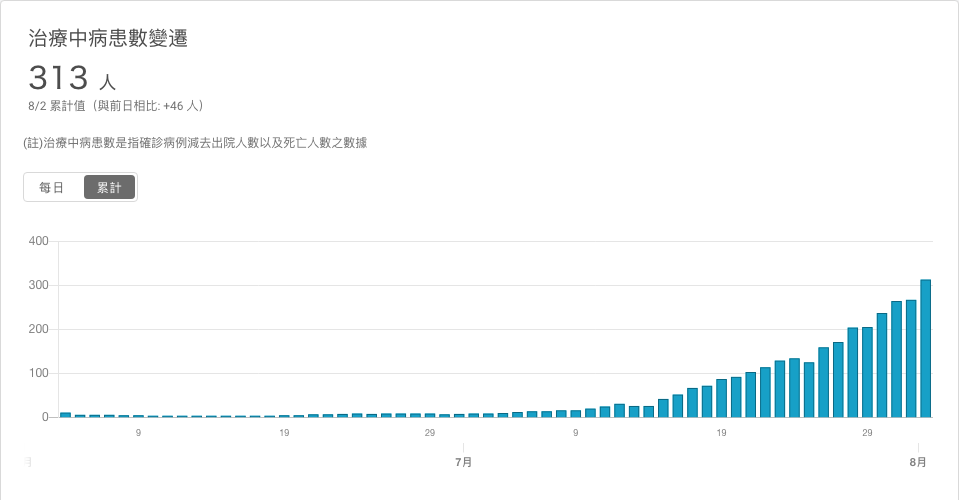 治療中病患數變遷
313 人
8/2 累計值（與前日相比: +46 人）
(註)治療中病患數是指確診病例減去出院人數以及死亡人數之數據
每日 累計
400
300
200
100
0
9 19 29 9 19 29
月 7月 8月